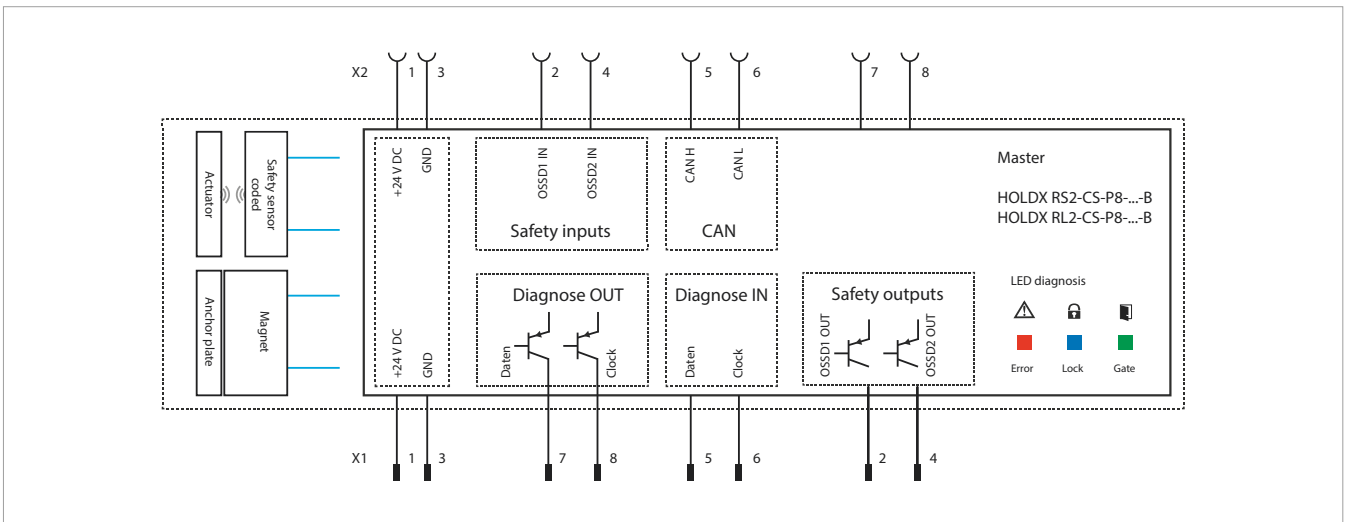 X2 1 3 2 4 5 6 7 8
Actuator
Safety sensor
coded
+24 V DC
GND
OSSD1 IN
OSSD2 IN
Safety inputs
CAN H
CAN L
CAN
Master
HOLDX RS2-CS-P8-...-B
HOLDX RL2-CS-P8-...-B
Anchor plate
Magnet
+24 V DC
GND
Diagnose OUT
Daten
Clock
Diagnose IN
Daten
Clock
Safety outputs
OSSD1 OUT
OSSD2 OUT
LED diagnosis
Error Lock Gate
X1 1 3 7 8 5 6 2 4